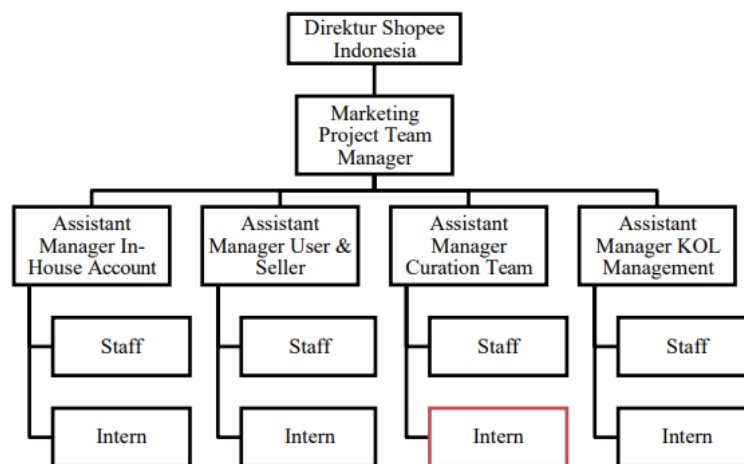 Direktur Shopee
Indonesia
Marketing
Project Team
Manager
Assistant
Manager In-
House Account
Assistant
Manager User &
Seller
Assistant
Manager
Curation Team
Assistant
Manager KOL
Management
Staff
Staff
Staff
Staff
Intern
Intern
Intern
Intern